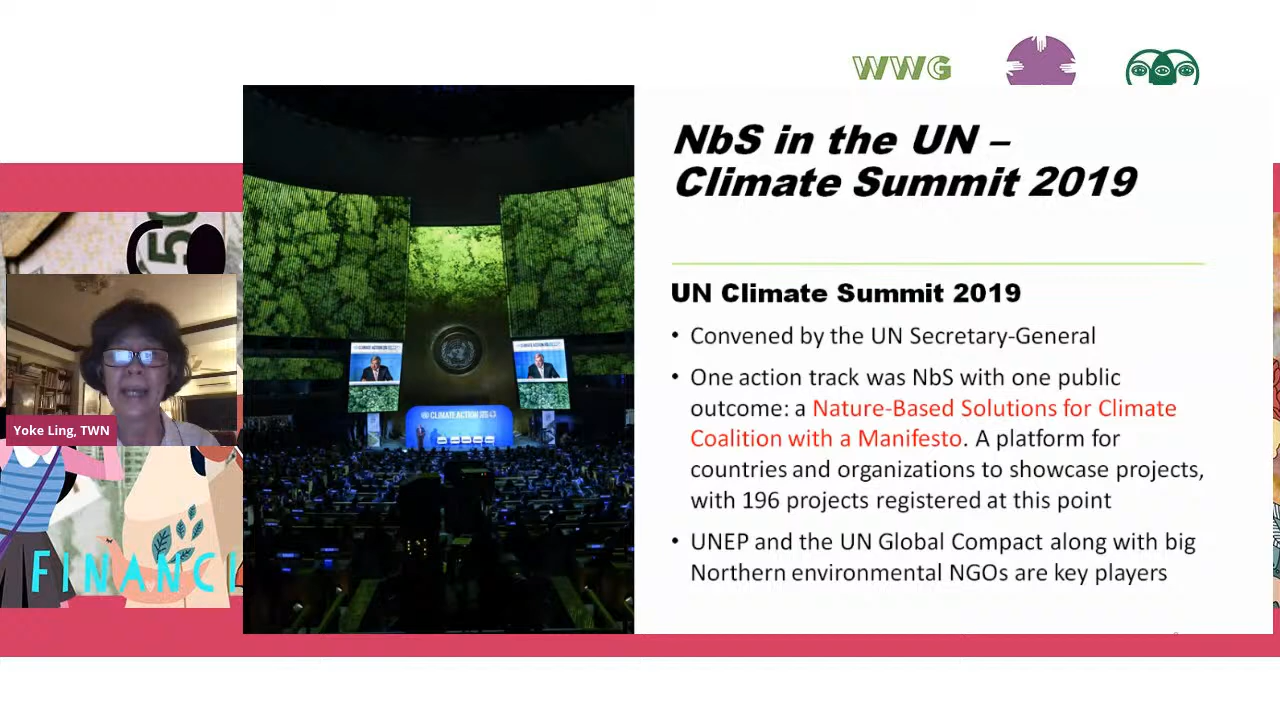 WWG
NbS in the UN –
Climate Summit 2019
UN Climate Summit 2019
• Convened by the UN Secretary-General
• One action track was NbS with one public
outcome: a Nature-Based Solutions for Climate
Coalition with a Manifesto. A platform for
countries and organizations to showcase projects,
with 196 projects registered at this point
• UNEP and the UN Global Compact along with big
Northern environmental NGOs are key players
CLIMATE ACTION
50
Yoke Ling, TWN
FINANCI